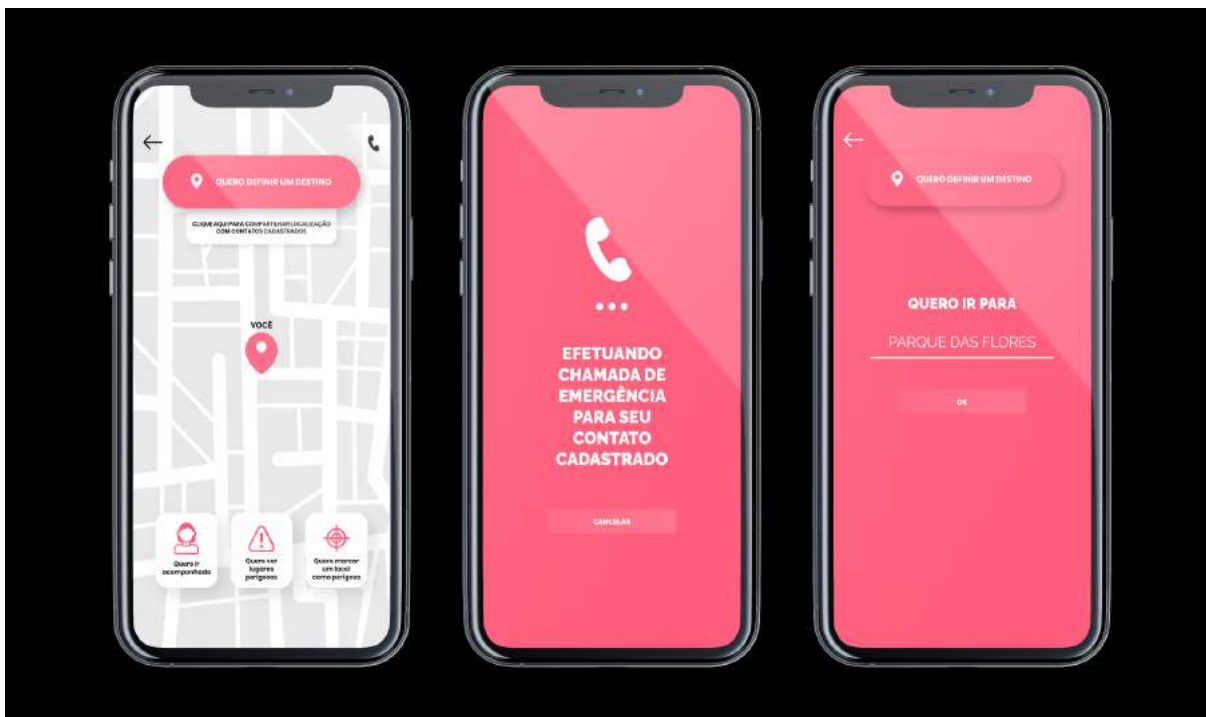 QUERO DEFINIR UM DESTINO
CLIQUE AQUI PARA COMPARTILHAR LOCALIZAÇÃO
COM CONTATOS CADASTRADOS
VOCÊ
Quero ir
acompanhada
Quero ver
lugares
perigosos
Quero marcar
um local
como perigoso
EFETUANDO
CHAMADA DE
EMERGÊNCIA
PARA SEU
CONTATO
CADASTRADO
CANCELAR
QUERO DEFINIR UM DESTINO
QUERO IR PARA
PARQUE DAS FLORES
OK